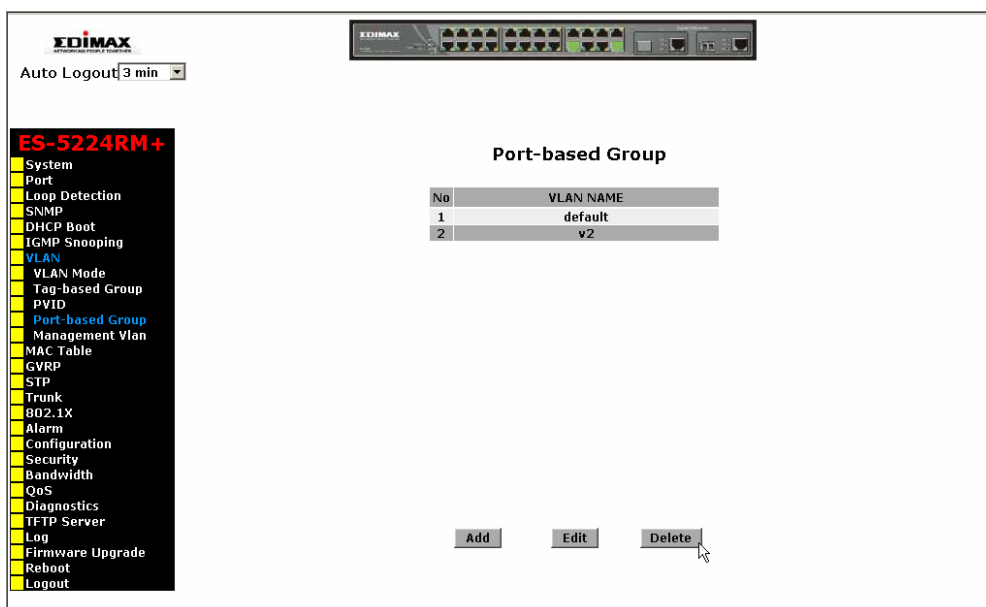 EDIMAX
NETWORKING PEOPLE TOGETHER
EDIMAX
Auto Logout 3 min
ES-5224RM+
System
Port
Loop Detection
SNMP
DHCP Boot
IGMP Snooping
VLAN
VLAN Mode
Tag-based Group
PVID
Port-based Group
Management Vlan
MAC Table
GVRP
STP
Trunk
802.1X
Alarm
Configuration
Security
Bandwidth
QoS
Diagnostics
TFTP Server
Log
Firmware Upgrade
Reboot
Logout
Port-based Group
No VLAN NAME
1 default
2 v2
Add Edit Delete